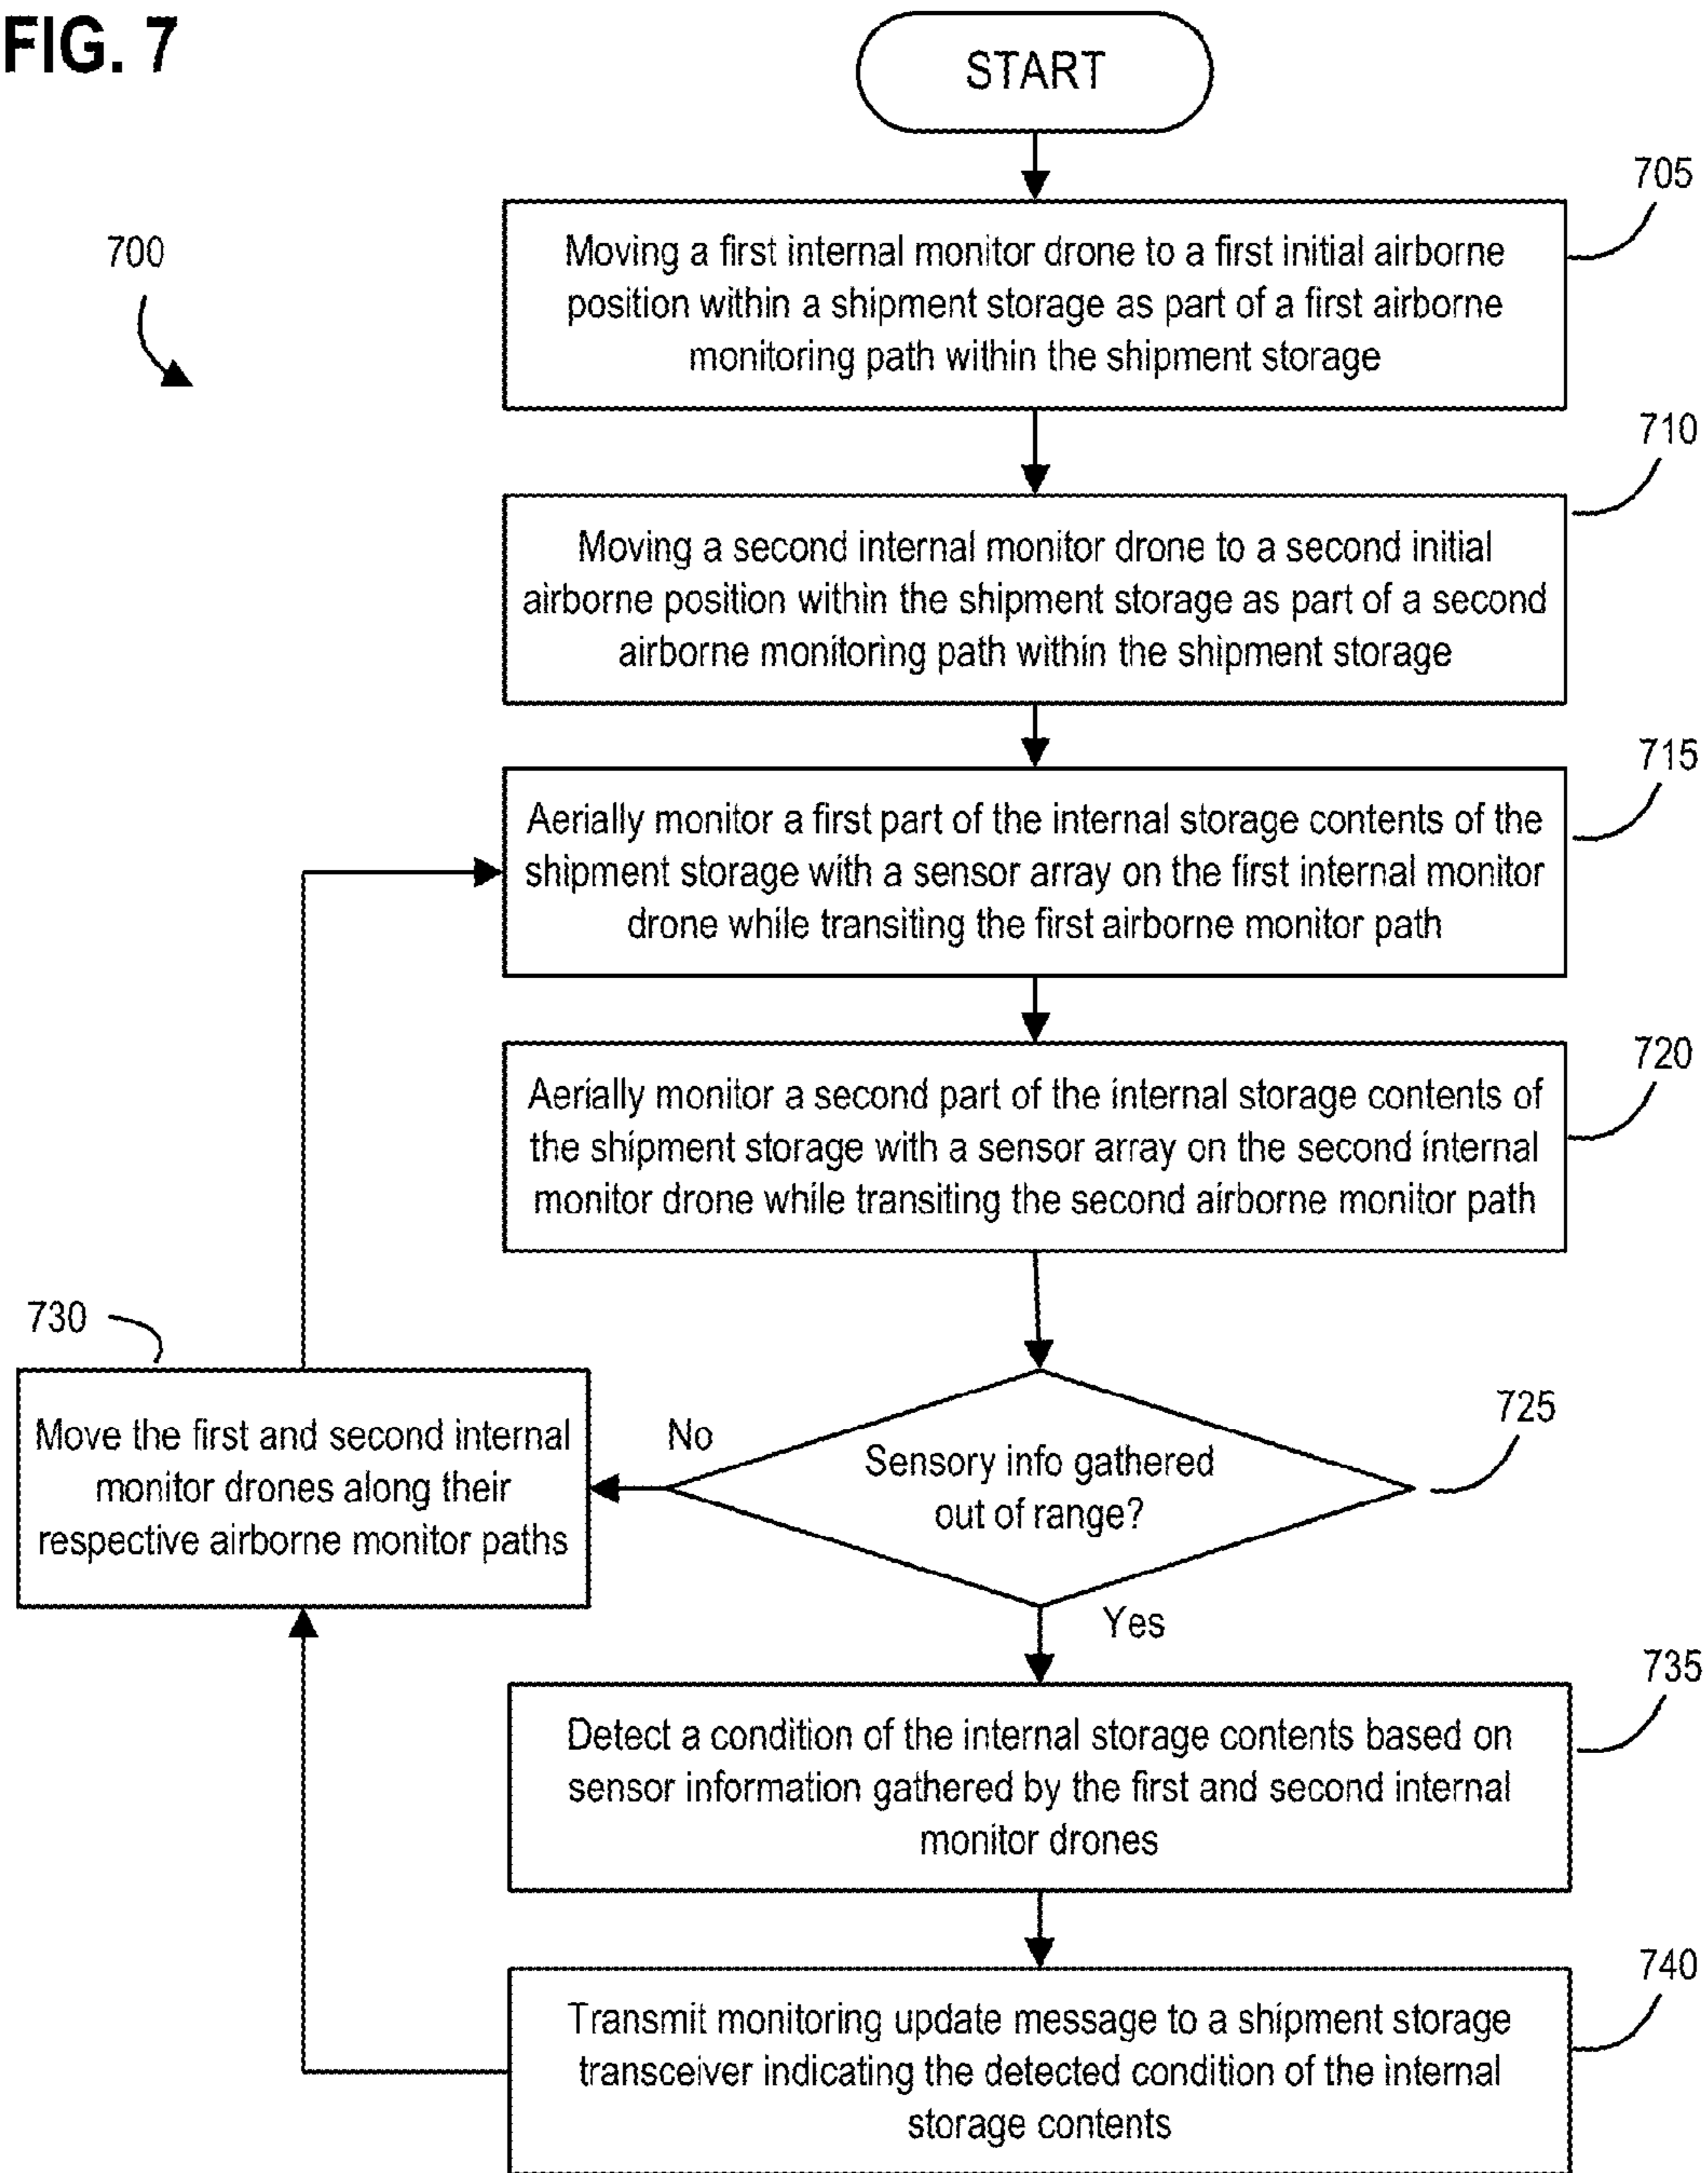 FIG. 7
START
700
705
Moving a first internal monitor drone to a first initial airborne
position within a shipment storage as part of a first airborne
monitoring path within the shipment storage
710
Moving a second internal monitor drone to a second initial
airborne position within the shipment storage as part of a second
airborne monitoring path within the shipment storage
715
Aerially monitor a first part of the internal storage contents of the
shipment storage with a sensor array on the first internal monitor
drone while transiting the first airborne monitor path
720
Aerially monitor a second part of the internal storage contents of
the shipment storage with a sensor array on the second internal
monitor drone while transiting the second airborne monitor path
730
Move the first and second internal
monitor drones along their
respective airborne monitor paths
No
725
Sensory info gathered
out of range?
Yes
735
Detect a condition of the internal storage contents based on
sensor information gathered by the first and second internal
monitor drones
740
Transmit monitoring update message to a shipment storage
transceiver indicating the detected condition of the internal
storage contents